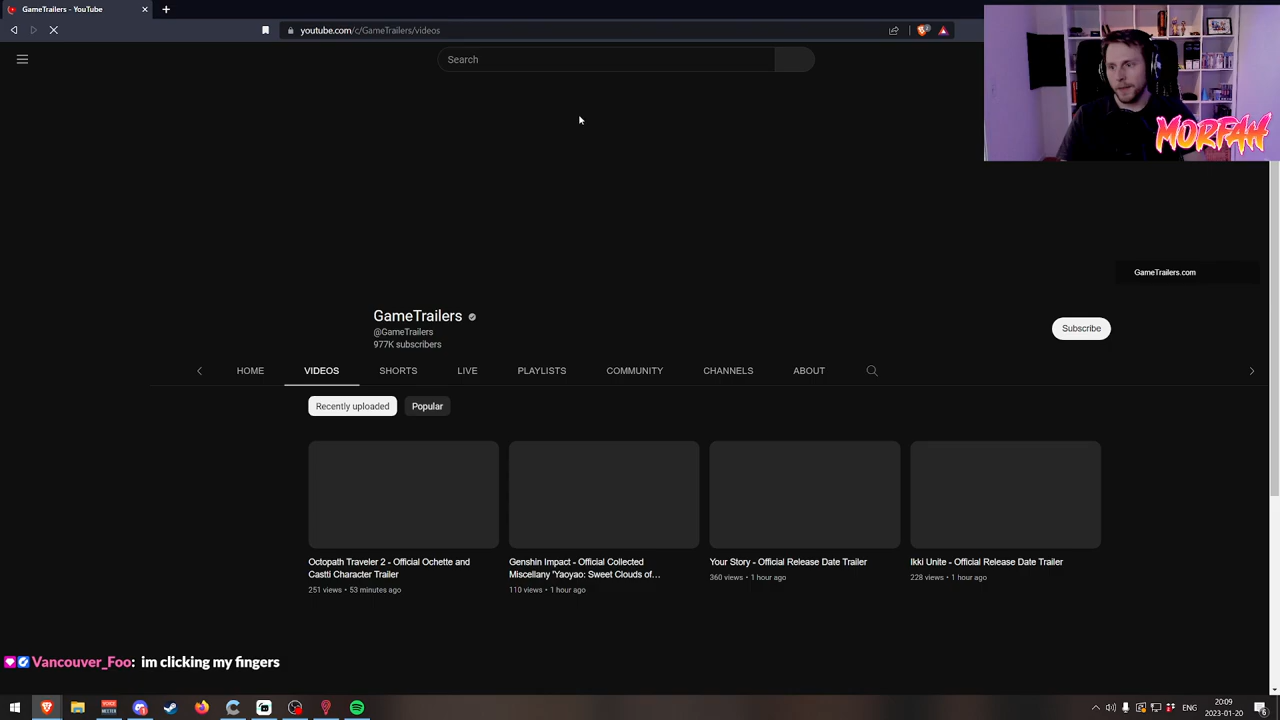 GameTrailers - YouTube
youtube.com/c/GameTrailers/videos
2
Search
MORFAH
GameTrailers.com
GameTrailers
@GameTrailers
977K subscribers
Subscribe
HOME VIDEOS SHORTS LIVE PLAYLISTS COMMUNITY CHANNELS ABOUT
Recently uploaded Popular
Octopath Traveler 2 - Official Ochette and
Castti Character Trailer
251 views • 53 minutes ago
Genshin Impact - Official Collected
Miscellany 'Yaoyao: Sweet Clouds of...
110 views • 1 hour ago
Your Story - Official Release Date Trailer
360 views • 1 hour ago
Ikki Unite - Official Release Date Trailer
228 views • 1 hour ago
Vancouver_Foo: im clicking my fingers
VOICE
MEETER
ENG
20:09
2023-01-20
6